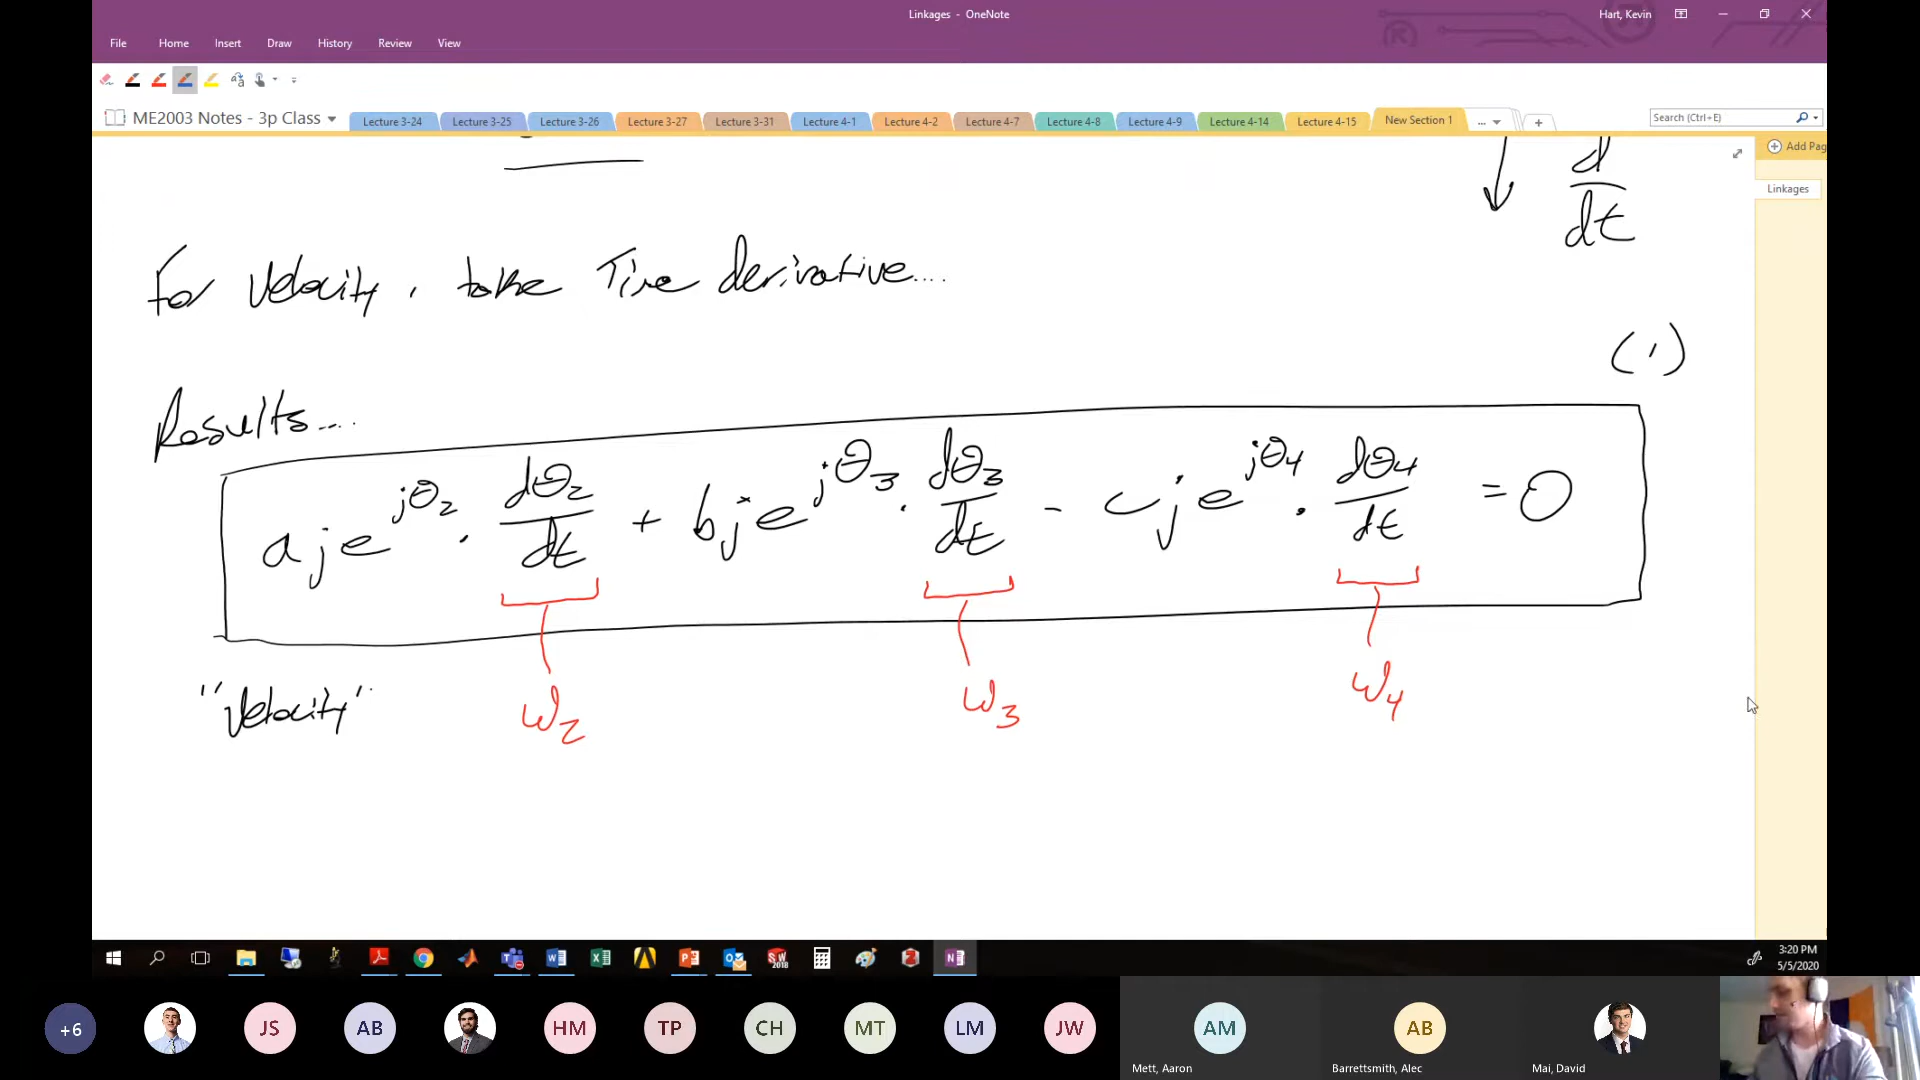 Linkages - OneNote
Hart, Kevin
File Home Insert Draw History Review View
ME2003 Notes - 3p Class
Lecture 3-24 Lecture 3-25 Lecture 3-26 Lecture 3-27 Lecture 3-31 Lecture 4-1 Lecture 4-2 Lecture 4-7 Lecture 4-8 Lecture 4-9 Lecture 4-14 Lecture 4-15 New Section 1 ...
Search (Ctrl+E)
Add Pag
Linkages
d/dt
For Velocity, take Time derivative....
(1)
Results....
aje^{jθ2} · dθ2/dt + bje^{jθ3} · dθ3/dt - cje^{jθ4} · dθ4/dt = 0
ω2 ω3 ω4
"Velocity"
SW 2018
3:20 PM
5/5/2020
+6 JS AB HM TP CH MT LM JW AM AB
Mett, Aaron Barrettsmith, Alec Mai, David